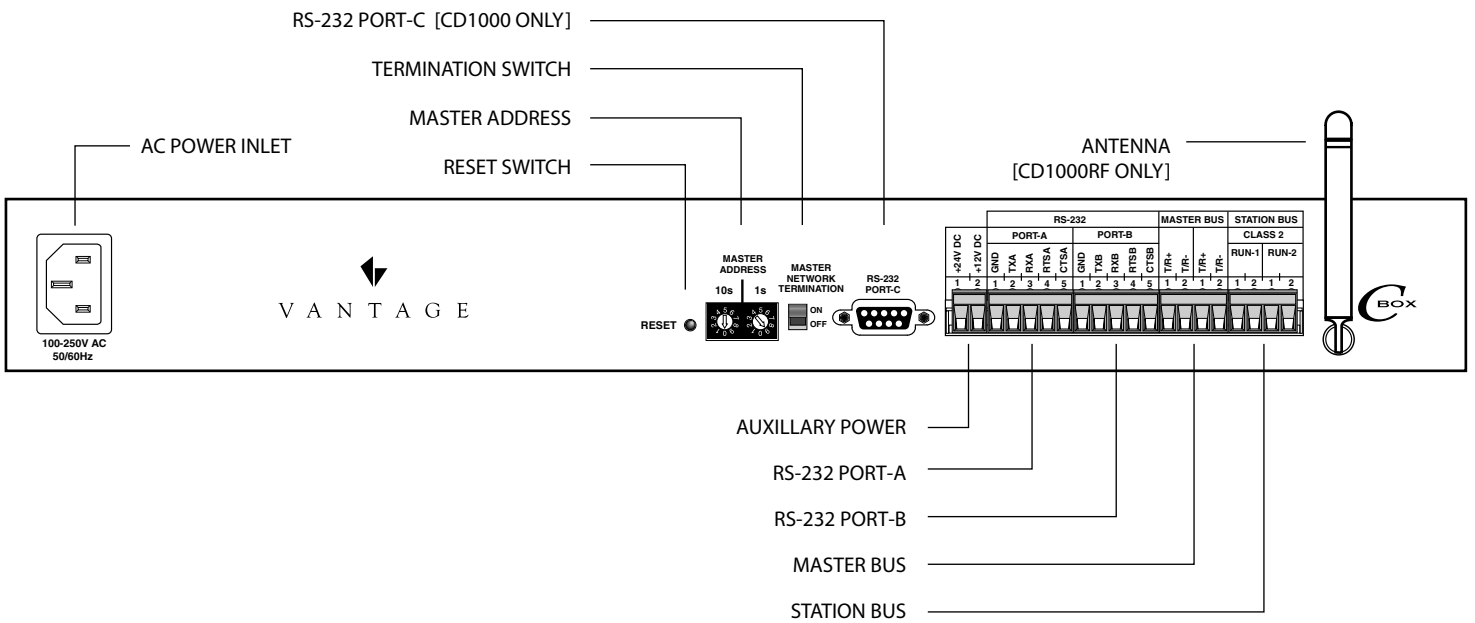 RS-232 PORT-C [CD1000 ONLY]
TERMINATION SWITCH
MASTER ADDRESS
AC POWER INLET
RESET SWITCH
ANTENNA
[CD1000RF ONLY]
100-250V AC
50/60Hz
VANTAGE
RESET
MASTER
ADDRESS
10s 1s
MASTER
NETWORK
TERMINATION
ON
OFF
RS-232
PORT-C
RS-232 MASTER BUS STATION BUS
PORT-A PORT-B CLASS 2
RUN-1 RUN-2
+24V DC +12V DC GND TXA RXA RTSA CTSA GND TXB RXB RTSB CTSB T/R+ T/R- T/R+ T/R-
1 2 1 2 3 4 5 1 2 3 4 5 1 2 1 2 1 2 1 2
C BOX
AUXILLARY POWER
RS-232 PORT-A
RS-232 PORT-B
MASTER BUS
STATION BUS